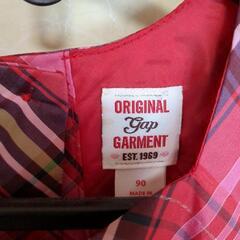 ORIGINAL
Gap
GARMENT
EST. 1969
90
MADE IN